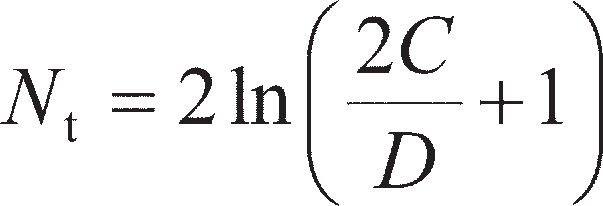 N_t = 2 ln(2C/D + 1)